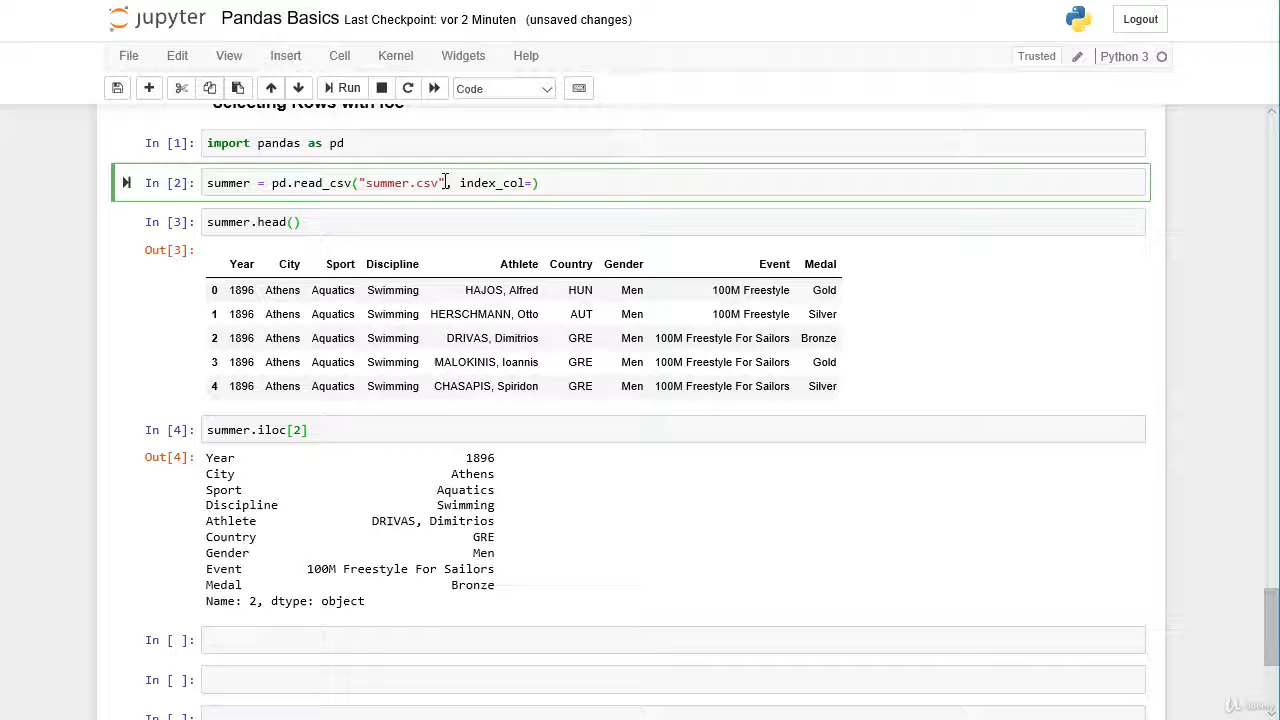 jupyter Pandas Basics Last Checkpoint: vor 2 Minuten (unsaved changes) Logout
File Edit View Insert Cell Kernel Widgets Help Trusted Python 3
Run Code
Selecting Rows with loc
In [1]: import pandas as pd
In [2]: summer = pd.read_csv("summer.csv", index_col=)
In [3]: summer.head()
Out[3]:
Year City Sport Discipline Athlete Country Gender Event Medal
0 1896 Athens Aquatics Swimming HAJOS, Alfred HUN Men 100M Freestyle Gold
1 1896 Athens Aquatics Swimming HERSCHMANN, Otto AUT Men 100M Freestyle Silver
2 1896 Athens Aquatics Swimming DRIVAS, Dimitrios GRE Men 100M Freestyle For Sailors Bronze
3 1896 Athens Aquatics Swimming MALOKINIS, Ioannis GRE Men 100M Freestyle For Sailors Gold
4 1896 Athens Aquatics Swimming CHASAPIS, Spiridon GRE Men 100M Freestyle For Sailors Silver
In [4]: summer.iloc[2]
Out[4]: Year 1896
City Athens
Sport Aquatics
Discipline Swimming
Athlete DRIVAS, Dimitrios
Country GRE
Gender Men
Event 100M Freestyle For Sailors
Medal Bronze
Name: 2, dtype: object
In [ ]:
In [ ]:
In [ ]:
Udemy